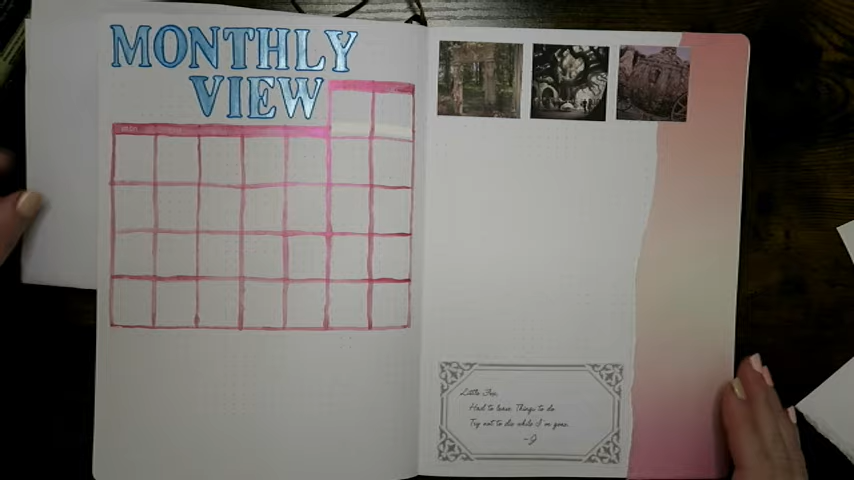 MONTHLY
VIEW
Little Fox,
Had to leave. Things to do.
Try not to die while I'm gone.
-J